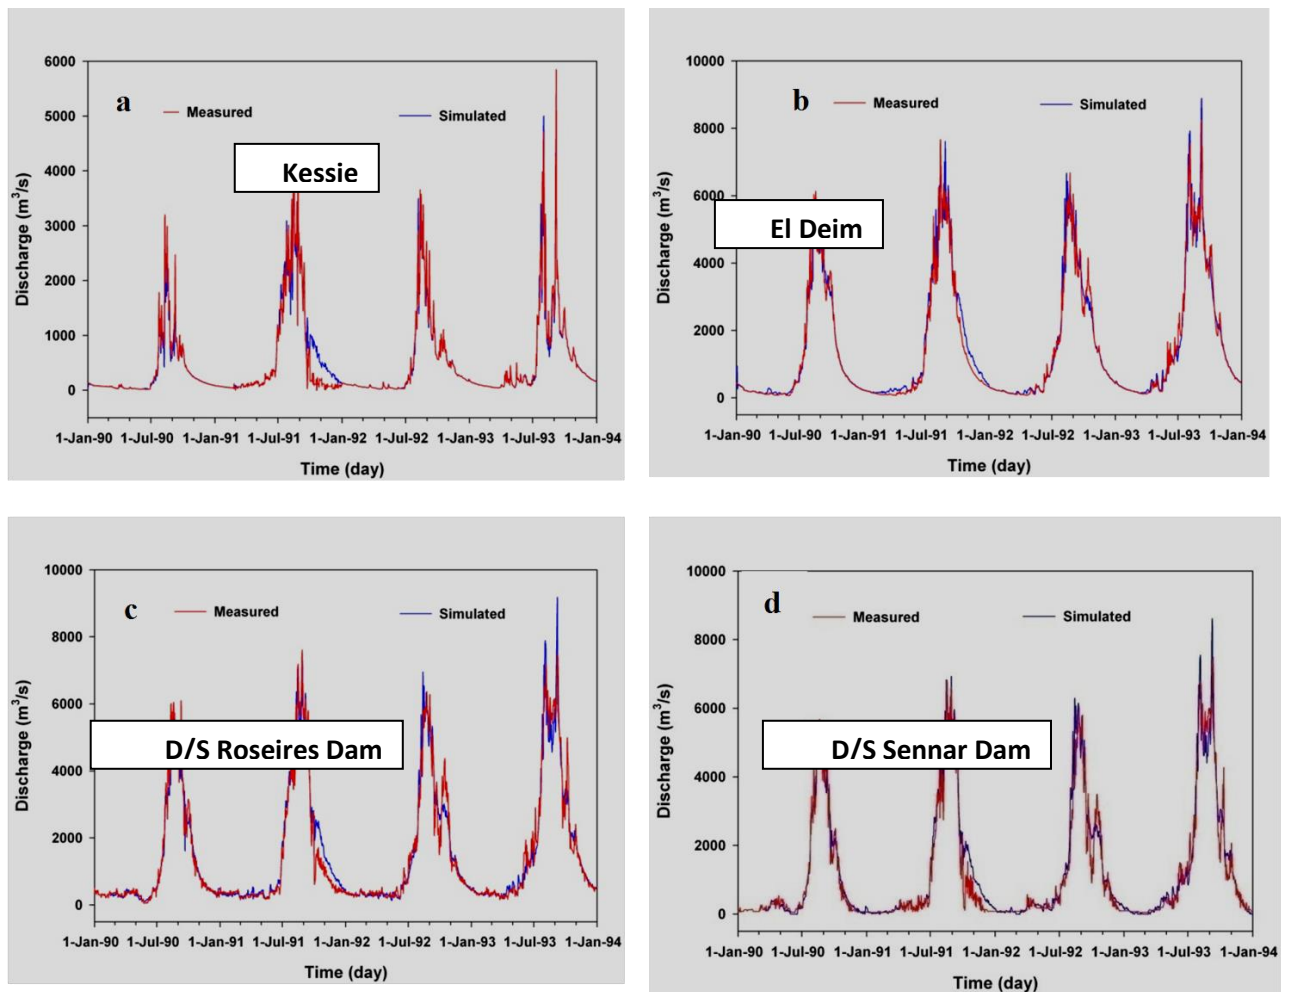 6000
5000
4000
3000
2000
1000
0
Discharge (m³/s)
a
Measured
Simulated
Kessie
1-Jan-90 1-Jul-90 1-Jan-91 1-Jul-91 1-Jan-92 1-Jul-92 1-Jan-93 1-Jul-93 1-Jan-94
Time (day)
10000
8000
6000
4000
2000
0
Discharge (m³/s)
b
Measured
Simulated
El Deim
1-Jan-90 1-Jul-90 1-Jan-91 1-Jul-91 1-Jan-92 1-Jul-92 1-Jan-93 1-Jul-93 1-Jan-94
Time (day)
10000
8000
6000
4000
2000
0
Discharge (m³/s)
c
Measured
Simulated
D/S Roseires Dam
1-Jan-90 1-Jul-90 1-Jan-91 1-Jul-91 1-Jan-92 1-Jul-92 1-Jan-93 1-Jul-93 1-Jan-94
Time (day)
10000
8000
6000
4000
2000
0
Discharge (m³/s)
d
Measured
Simulated
D/S Sennar Dam
1-Jan-90 1-Jul-90 1-Jan-91 1-Jul-91 1-Jan-92 1-Jul-92 1-Jan-93 1-Jul-93 1-Jan-94
Time (day)